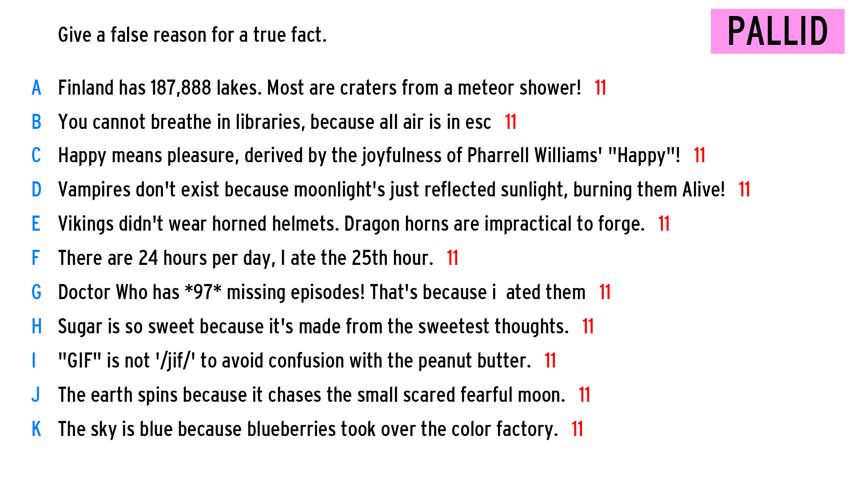 Give a false reason for a true fact.
PALLID
A Finland has 187,888 lakes. Most are craters from a meteor shower! 11
B You cannot breathe in libraries, because all air is in esc 11
C Happy means pleasure, derived by the joyfulness of Pharrell Williams' "Happy"! 11
D Vampires don't exist because moonlight's just reflected sunlight, burning them Alive! 11
E Vikings didn't wear horned helmets. Dragon horns are impractical to forge. 11
F There are 24 hours per day, I ate the 25th hour. 11
G Doctor Who has *97* missing episodes! That's because i  ated them 11
H Sugar is so sweet because it's made from the sweetest thoughts. 11
I "GIF" is not '/jif/' to avoid confusion with the peanut butter. 11
J The earth spins because it chases the small scared fearful moon. 11
K The sky is blue because blueberries took over the color factory. 11